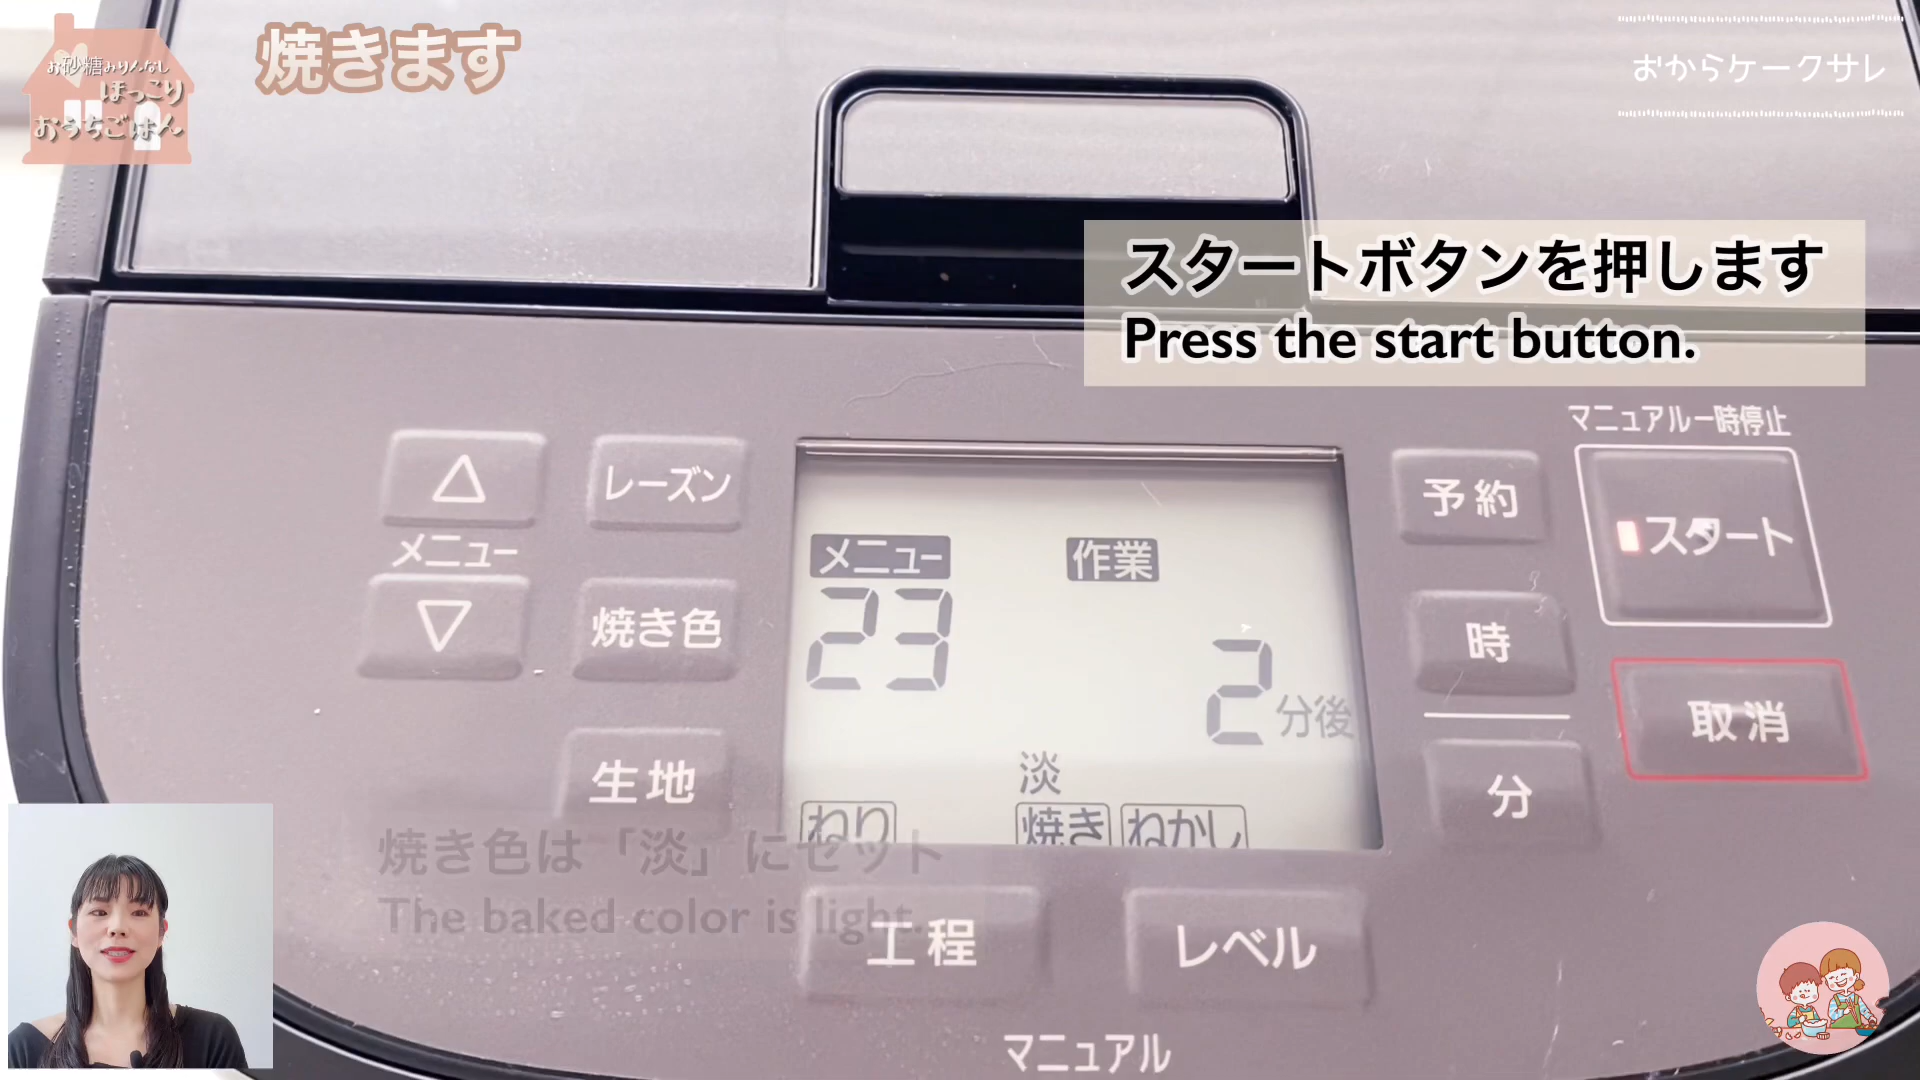 お砂糖みりんなし
ほっこり
おうちごはん
焼きます
おからケークサレ
スタートボタンを押します
Press the start button.
マニュアル一時停止
レーズン
予約
スタート
メニュー
焼き色
時
取消
生地
分
メニュー
作業
23
2分後
淡
ねり
焼き
ねかし
焼き色は「淡」にセット
The baked color is light.
工程
レベル
マニュアル